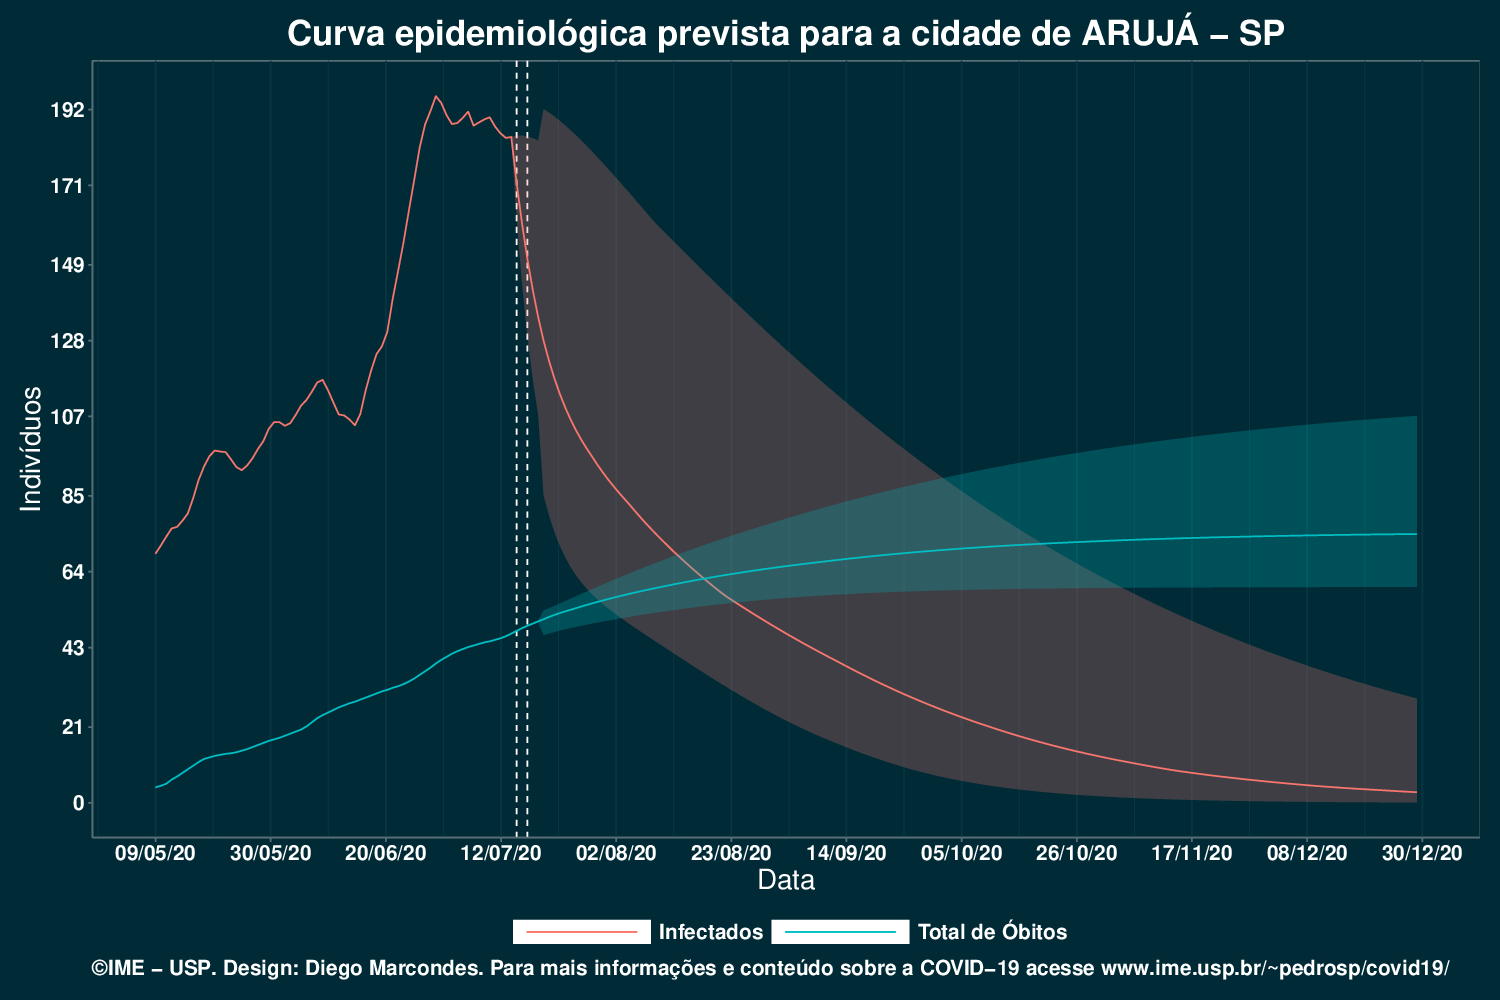 Curva epidemiológica prevista para a cidade de ARUJÁ – SP
Indivíduos
192
171
149
128
107
85
64
43
21
0
09/05/20 30/05/20 20/06/20 12/07/20 02/08/20 23/08/20 14/09/20 05/10/20 26/10/20 17/11/20 08/12/20 30/12/20
Data
Infectados Total de Óbitos
©IME – USP. Design: Diego Marcondes. Para mais informações e conteúdo sobre a COVID–19 acesse www.ime.usp.br/~pedrosp/covid19/